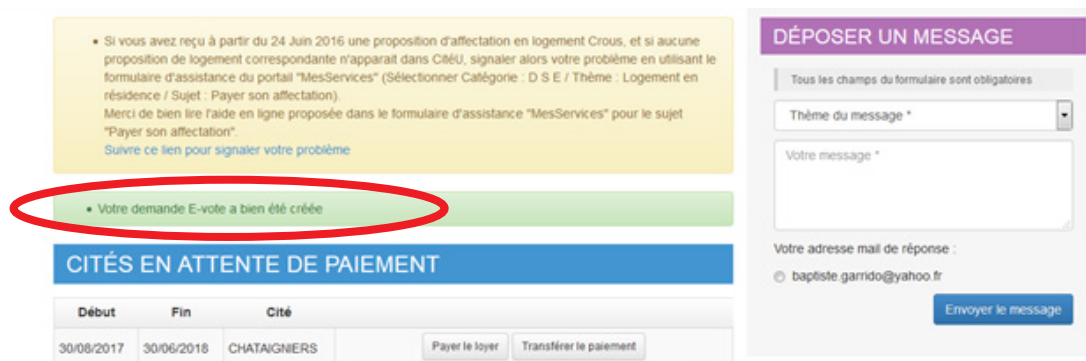 • Si vous avez reçu à partir du 24 Juin 2016 une proposition d'affectation en logement Crous, et si aucune
proposition de logement correspondante n'apparait dans CitéU, signaler alors votre problème en utilisant le
formulaire d'assistance du portail "MesServices" (Sélectionner Catégorie : D S E / Thème : Logement en
résidence / Sujet : Payer son affectation).
Merci de bien lire l'aide en ligne proposée dans le formulaire d'assistance "MesServices" pour le sujet
"Payer son affectation".
Suivre ce lien pour signaler votre problème
• Votre demande E-vote a bien été créée
CITÉS EN ATTENTE DE PAIEMENT
Début Fin Cité
30/08/2017 30/06/2018 CHATAIGNIERS Payer le loyer Transférer le paiement
DÉPOSER UN MESSAGE
Tous les champs du formulaire sont obligatoires
Thème du message *
Votre message *
Votre adresse mail de réponse :
baptiste.garrido@yahoo.fr
Envoyer le message